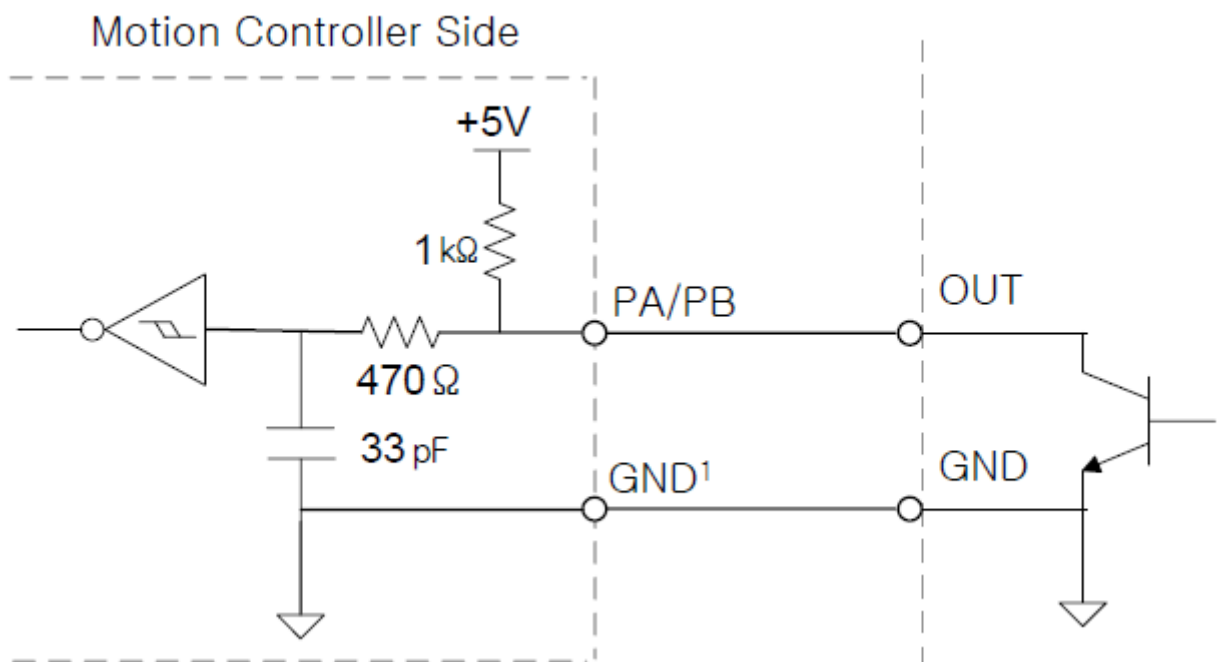 Motion Controller Side
+5V
1 kΩ
PA/PB
OUT
470 Ω
33 pF
GND¹
GND